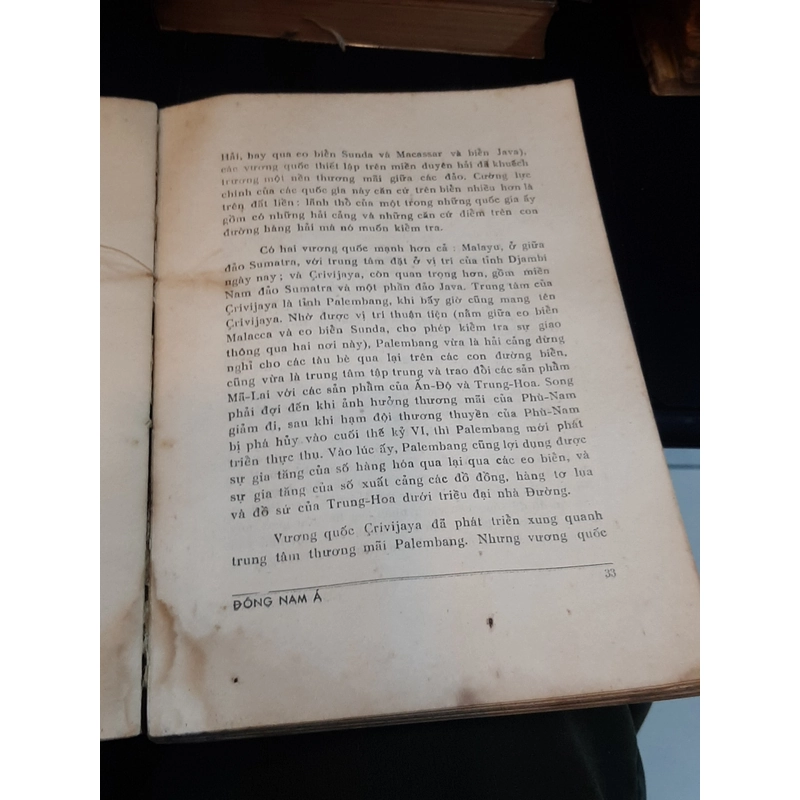 Hải, hay qua eo biển Sunda và Macassar và biển Java),
các vương quốc thiết lập trên miền duyên hải đã khuếch
trương một nền thương mãi giữa các đảo. Cường lực
chính của các quốc gia này căn cứ trên biển nhiều hơn là
trên đất liền : lãnh thổ của một trong những quốc gia ấy
gồm có những hải cảng và những căn cứ điểm trên con
đường hàng hải mà nó muốn kiểm tra.
Có hai vương quốc mạnh hơn cả : Malayu, ở giữa
đảo Sumatra, với trung tâm đặt ở vị trí của tỉnh Djambi
ngày nay ; và Çrivijaya, còn quan trọng hơn, gồm miền
Nam đảo Sumatra và một phần đảo Java. Trung tâm của
Çrivijaya là tỉnh Palembang, khi bấy giờ cũng mang tên
Çrivijaya. Nhờ được vị trí thuận tiện (nằm giữa eo biển
Malacca và eo biển Sunda, cho phép kiểm tra sự giao
thông qua hai nơi này), Palembang vừa là hải cảng dừng
nghỉ cho các tàu bè qua lại trên các con đường biển,
cũng vừa là trung tâm tập trung và trao đổi các sản phẩm
Mã-Lai với các sản phẩm của Ấn-Độ và Trung-Hoa. Song
phải đợi đến khi ảnh hưởng thương mãi của Phù-Nam
giảm đi, sau khi hạm đội thương thuyền của Phù-Nam
bị phá hủy vào cuối thế kỷ VI, thì Palembang mới phát
triển thực thụ. Vào lúc ấy, Palembang cũng lợi dụng được
sự gia tăng của số hàng hóa qua lại qua các eo biển, và
sự gia tăng của số xuất cảng các đồ đồng, hàng tơ lụa
và đồ sứ của Trung-Hoa dưới triều đại nhà Đường.
Vương quốc Çrivijaya đã phát triển xung quanh
trung tâm thương mãi Palembang. Nhưng vương quốc
33
ĐÔNG NAM Á